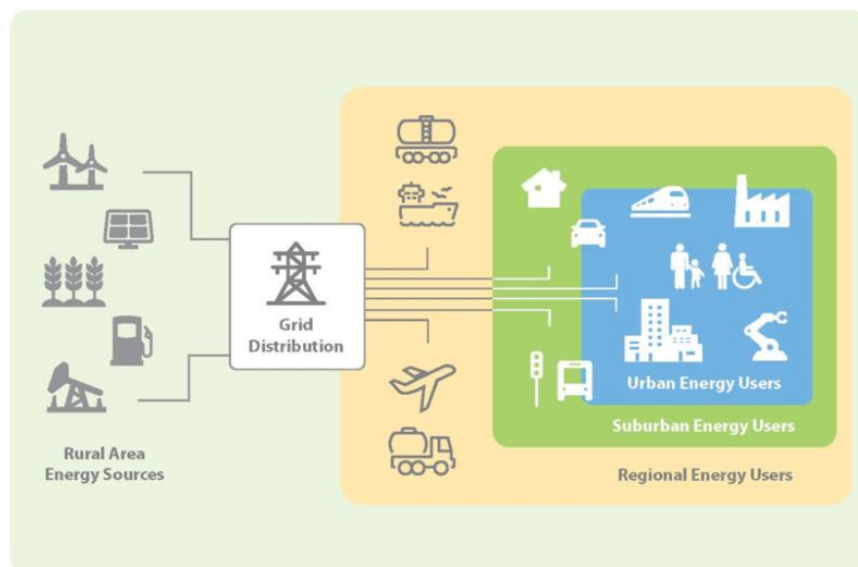 Grid
Distribution
Urban Energy Users
Suburban Energy Users
Rural Area
Energy Sources
Regional Energy Users